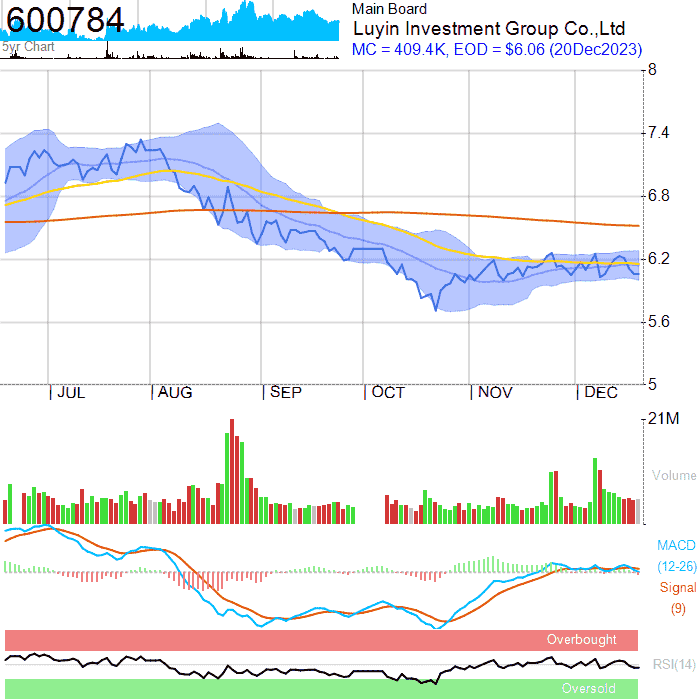 600784
5yr Chart
Main Board
Luyin Investment Group Co.,Ltd
MC = 409.4K, EOD = $6.06 (20Dec2023)
8
7.4
6.8
6.2
5.6
5
JUL AUG SEP OCT NOV DEC
21M
Volume
MACD
(12-26)
Signal
(9)
Overbought
RSI(14)
Oversold